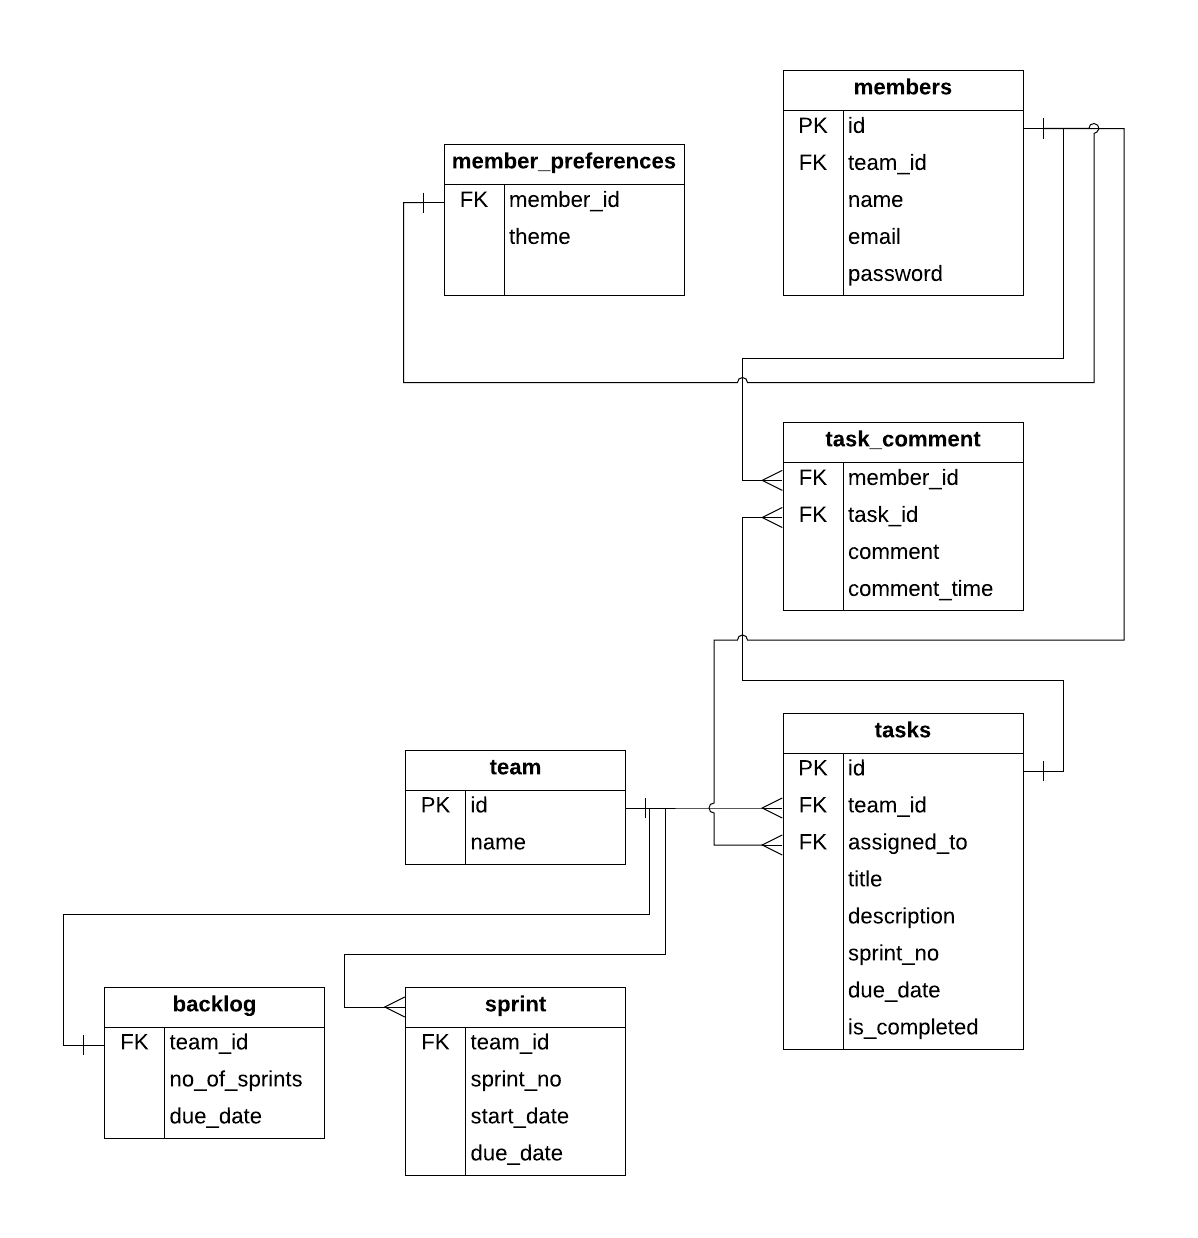 members
PK id
FK team_id
name
email
password
member_preferences
FK member_id
theme
task_comment
FK member_id
FK task_id
comment
comment_time
tasks
PK id
FK team_id
FK assigned_to
title
description
sprint_no
due_date
is_completed
team
PK id
name
backlog
FK team_id
no_of_sprints
due_date
sprint
FK team_id
sprint_no
start_date
due_date